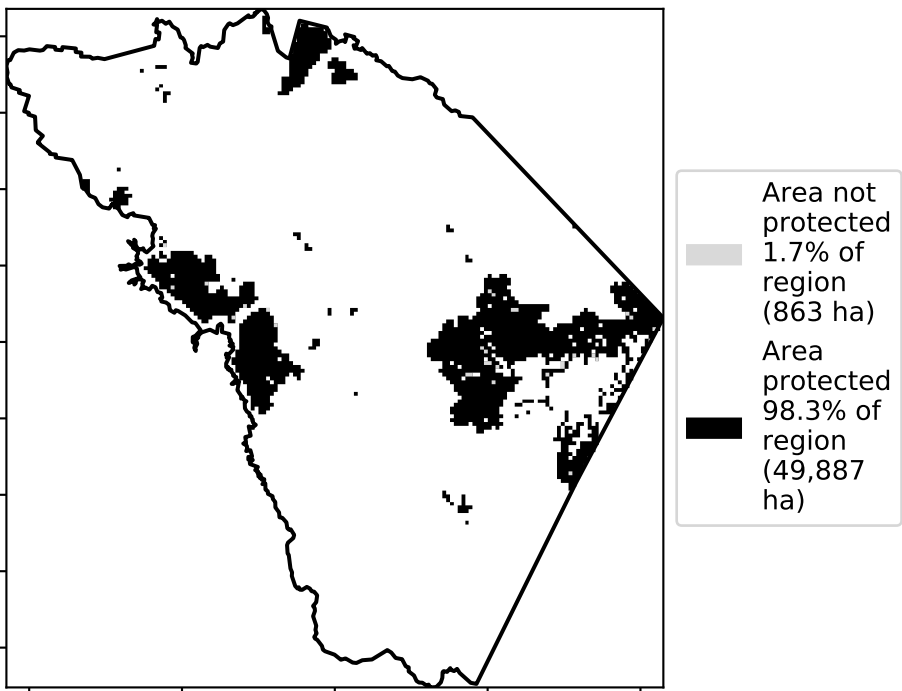 Area not
protected
1.7% of
region
(863 ha)
Area
protected
98.3% of
region
(49,887
ha)